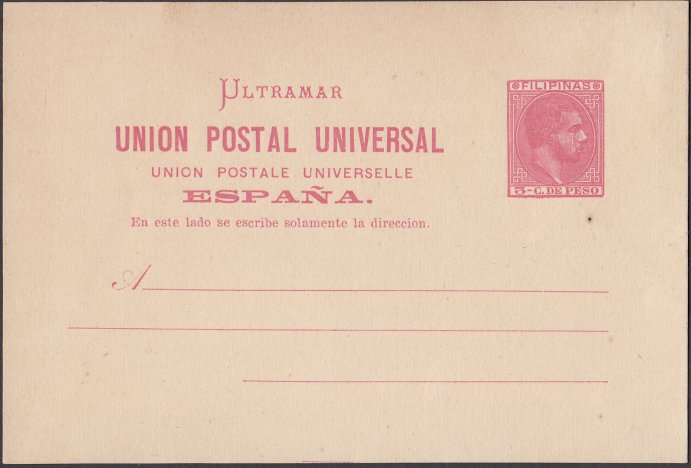 ULTRAMAR
UNION POSTAL UNIVERSAL
UNION POSTALE UNIVERSELLE
ESPAÑA.
En este lado se escribe solamente la direccion.
A
FILIPINAS
5 C. DE PESO